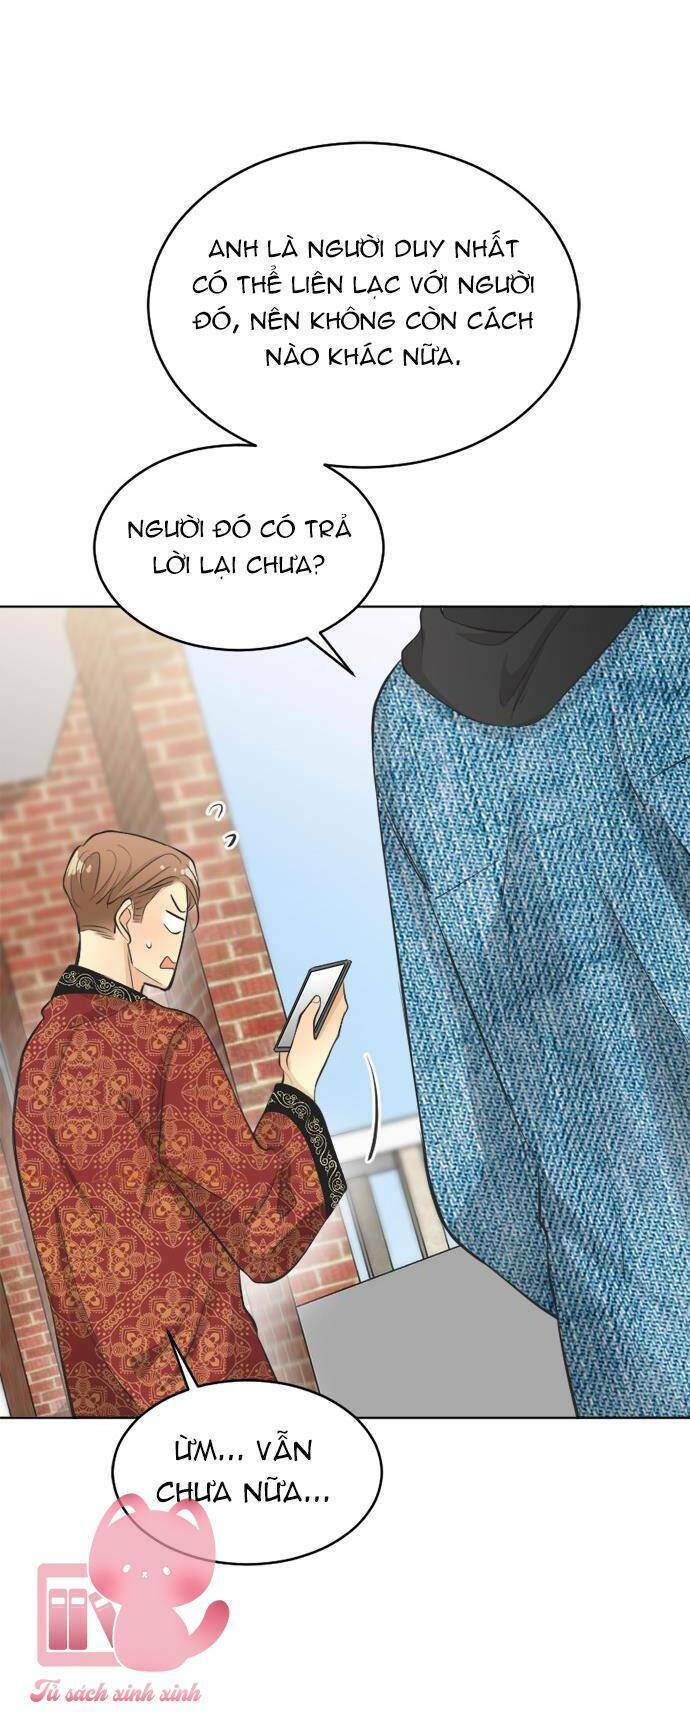 ANH LÀ NGƯỜI DUY NHẤT
CÓ THỂ LIÊN LẠC VỚI NGƯỜI
ĐÓ, NÊN KHÔNG CÒN CÁCH
NÀO KHÁC NỮA.
NGƯỜI ĐÓ CÓ TRẢ
LỜI LẠI CHƯA?
ỪM... VẪN
CHƯA NỮA...
Tủ sách xinh xinh